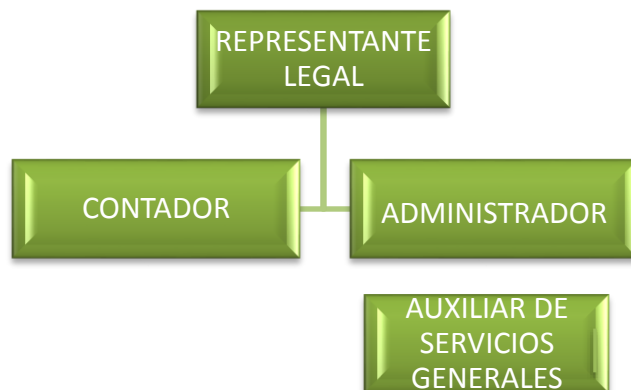 REPRESENTANTE
LEGAL
CONTADOR
ADMINISTRADOR
AUXILIAR DE
SERVICIOS
GENERALES